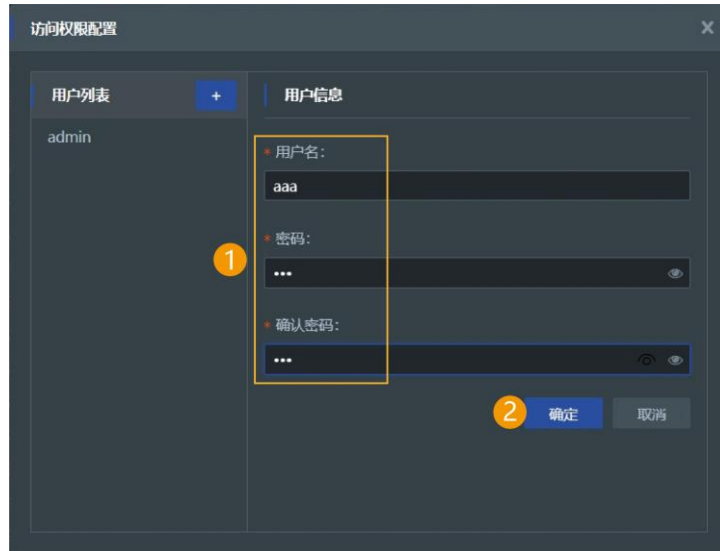 访问权限配置
用户列表
+
admin
用户信息
* 用户名：
aaa
* 密码：
•••
* 确认密码：
•••
1
2
确定
取消